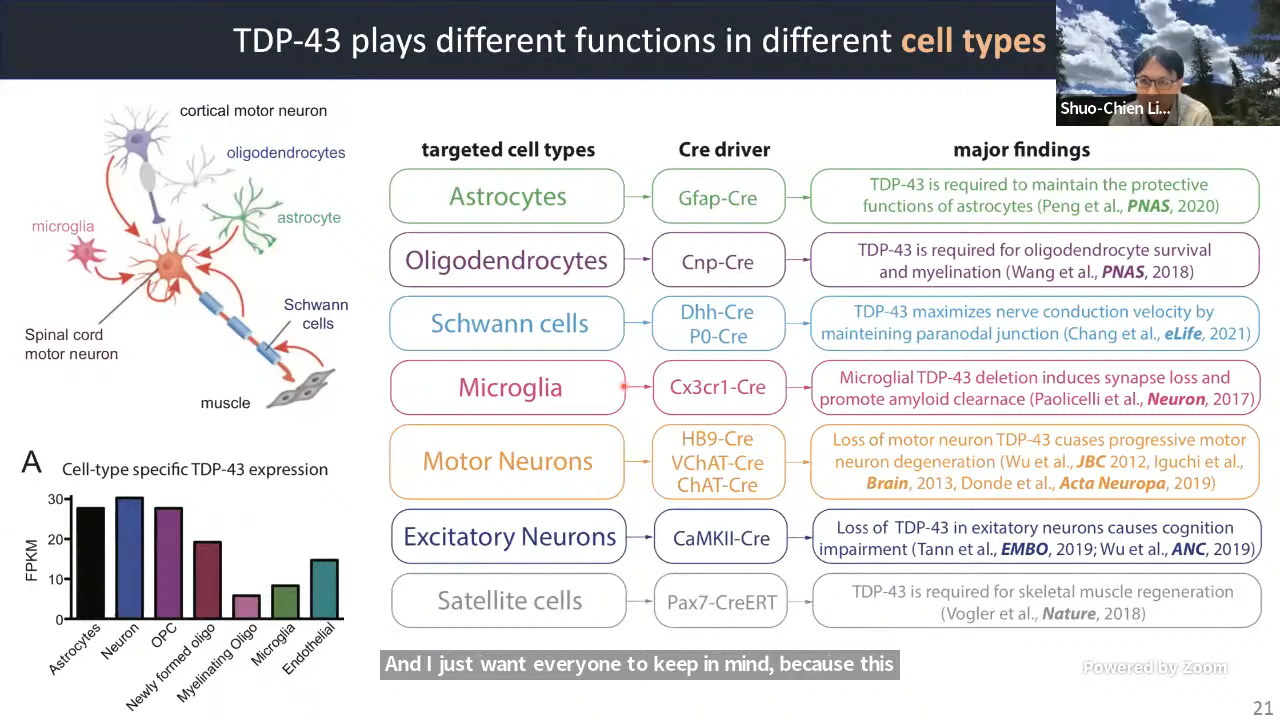 TDP-43 plays different functions in different cell types
Shuo-Chien Li...
cortical motor neuron
oligodendrocytes
astrocyte
microglia
Schwann
cells
Spinal cord
motor neuron
muscle
A
Cell-type specific TDP-43 expression
FPKM
30
20
10
0
Astrocytes
Neuron
OPC
Newly formed oligo
Myelinating Oligo
Microglia
Endothelial
targeted cell types
Cre driver
major findings
Astrocytes
Gfap-Cre
TDP-43 is required to maintain the protective
functions of astrocytes (Peng et al., PNAS, 2020)
Oligodendrocytes
Cnp-Cre
TDP-43 is required for oligodendrocyte survival
and myelination (Wang et al., PNAS, 2018)
Schwann cells
Dhh-Cre
P0-Cre
TDP-43 maximizes nerve conduction velocity by
mainteining paranodal junction (Chang et al., eLife, 2021)
Microglia
Cx3cr1-Cre
Microglial TDP-43 deletion induces synapse loss and
promote amyloid clearnace (Paolicelli et al., Neuron, 2017)
Motor Neurons
HB9-Cre
VChAT-Cre
ChAT-Cre
Loss of motor neuron TDP-43 cuases progressive motor
neuron degeneration (Wu et al., JBC 2012, Iguchi et al.,
Brain, 2013, Donde et al., Acta Neuropa, 2019)
Excitatory Neurons
CaMKII-Cre
Loss of TDP-43 in exitatory neurons causes cognition
impairment (Tann et al., EMBO, 2019; Wu et al., ANC, 2019)
Satellite cells
Pax7-CreERT
TDP-43 is required for skeletal muscle regeneration
(Vogler et al., Nature, 2018)
And I just want everyone to keep in mind, because this
Powered by Zoom
21